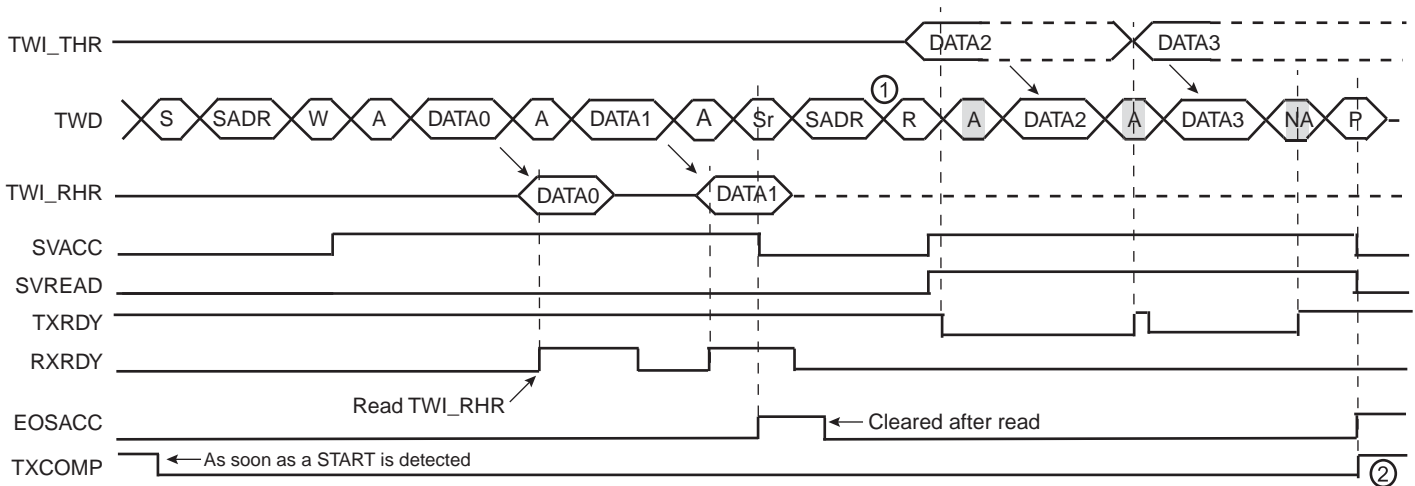 TWI_THR DATA2 DATA3
TWD S SADR W A DATA0 A DATA1 A Sr SADR 1 R A DATA2 A DATA3 NA P
TWI_RHR DATA0 DATA1
SVACC
SVREAD
TXRDY
RXRDY
Read TWI_RHR
EOSACC Cleared after read
TXCOMP As soon as a START is detected 2